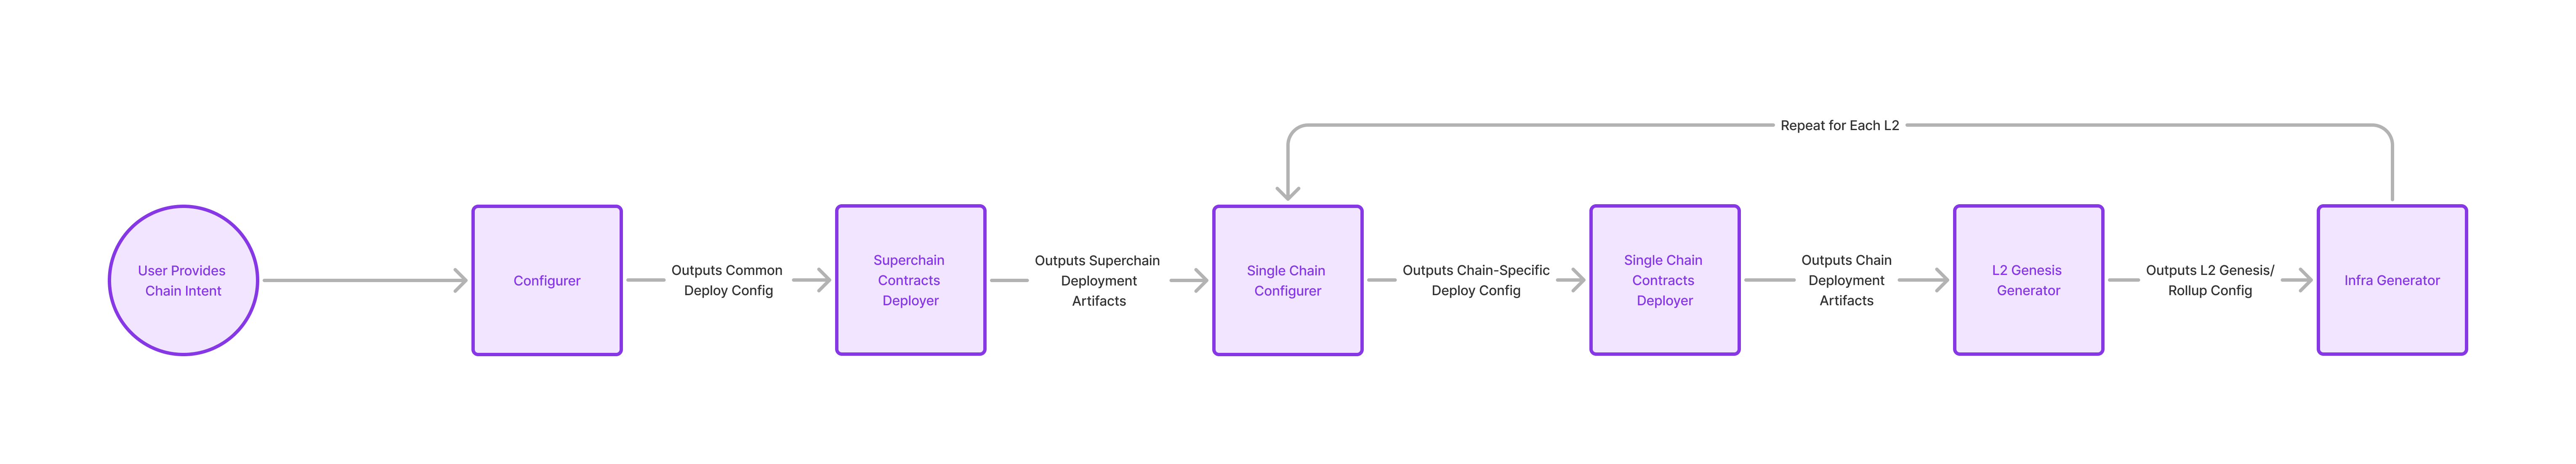 Repeat for Each L2
User Provides
Chain Intent
Configurer
Outputs Common
Deploy Config
Superchain
Contracts
Deployer
Outputs Superchain
Deployment
Artifacts
Single Chain
Configurer
Outputs Chain-Specific
Deploy Config
Single Chain
Contracts
Deployer
Outputs Chain
Deployment
Artifacts
L2 Genesis
Generator
Outputs L2 Genesis/
Rollup Config
Infra Generator